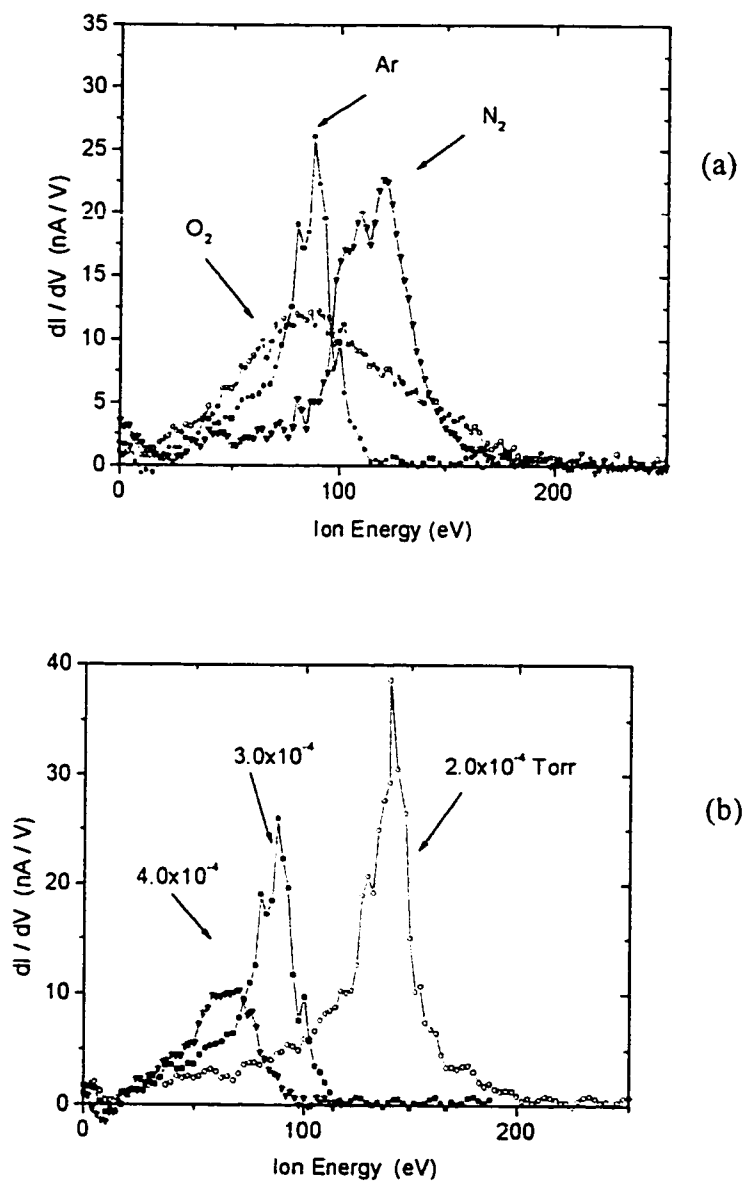 35
30
25
20
15
10
5
0
dI / dV (nA / V)
Ar
N₂
O₂
(a)
0 100 200
Ion Energy (eV)
40
30
20
10
0
dI / dV (nA / V)
3.0x10⁻⁴
2.0x10⁻⁴ Torr
4.0x10⁻⁴
(b)
0 100 200
Ion Energy (eV)